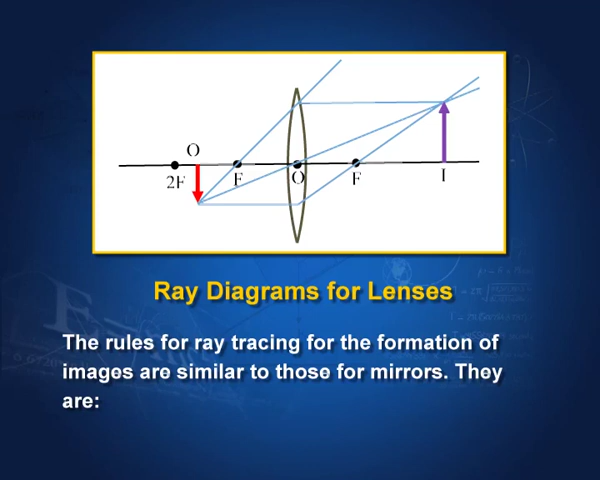 O
2F F O F I
Ray Diagrams for Lenses
The rules for ray tracing for the formation of
images are similar to those for mirrors. They
are: